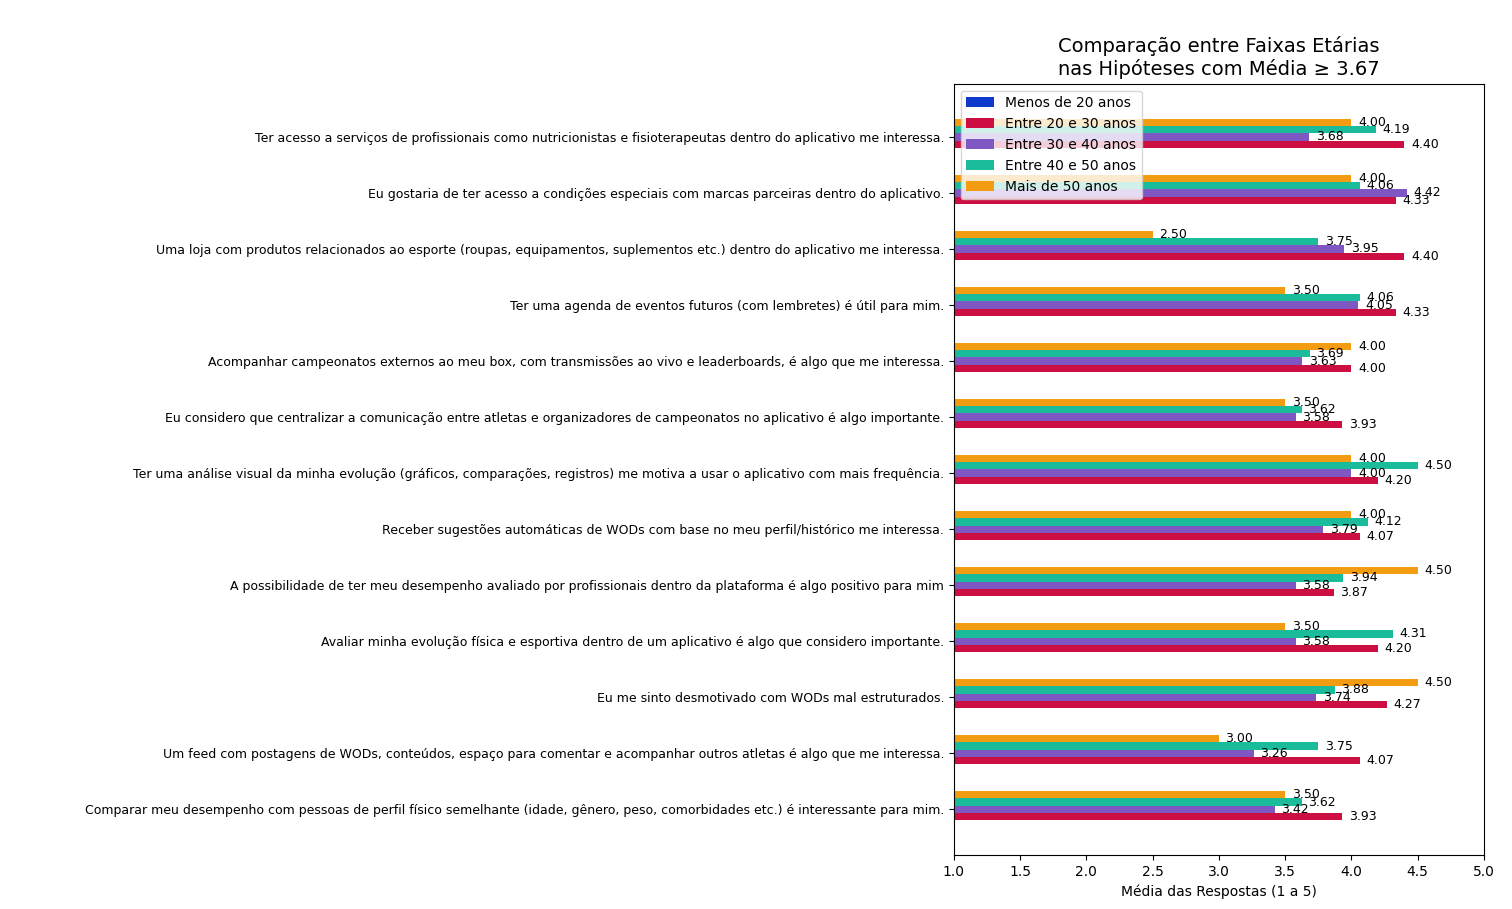 Comparação entre Faixas Etárias
nas Hipóteses com Média ≥ 3.67
Menos de 20 anos
Entre 20 e 30 anos
Entre 30 e 40 anos
Entre 40 e 50 anos
Mais de 50 anos
Ter acesso a serviços de profissionais como nutricionistas e fisioterapeutas dentro do aplicativo me interessa.
4.00
4.19
3.68
4.40
Eu gostaria de ter acesso a condições especiais com marcas parceiras dentro do aplicativo.
4.00
4.06
4.42
4.33
Uma loja com produtos relacionados ao esporte (roupas, equipamentos, suplementos etc.) dentro do aplicativo me interessa.
2.50
3.75
3.95
4.40
Ter uma agenda de eventos futuros (com lembretes) é útil para mim.
3.50
4.06
4.05
4.33
Acompanhar campeonatos externos ao meu box, com transmissões ao vivo e leaderboards, é algo que me interessa.
4.00
3.69
3.63
4.00
Eu considero que centralizar a comunicação entre atletas e organizadores de campeonatos no aplicativo é algo importante.
3.50
3.62
3.58
3.93
Ter uma análise visual da minha evolução (gráficos, comparações, registros) me motiva a usar o aplicativo com mais frequência.
4.00
4.50
4.00
4.20
Receber sugestões automáticas de WODs com base no meu perfil/histórico me interessa.
4.00
4.12
3.79
4.07
A possibilidade de ter meu desempenho avaliado por profissionais dentro da plataforma é algo positivo para mim
4.50
3.94
3.58
3.87
Avaliar minha evolução física e esportiva dentro de um aplicativo é algo que considero importante.
3.50
4.31
3.58
4.20
Eu me sinto desmotivado com WODs mal estruturados.
4.50
3.88
3.74
4.27
Um feed com postagens de WODs, conteúdos, espaço para comentar e acompanhar outros atletas é algo que me interessa.
3.00
3.75
3.26
4.07
Comparar meu desempenho com pessoas de perfil físico semelhante (idade, gênero, peso, comorbidades etc.) é interessante para mim.
3.50
3.62
3.42
3.93
1.0 1.5 2.0 2.5 3.0 3.5 4.0 4.5 5.0
Média das Respostas (1 a 5)